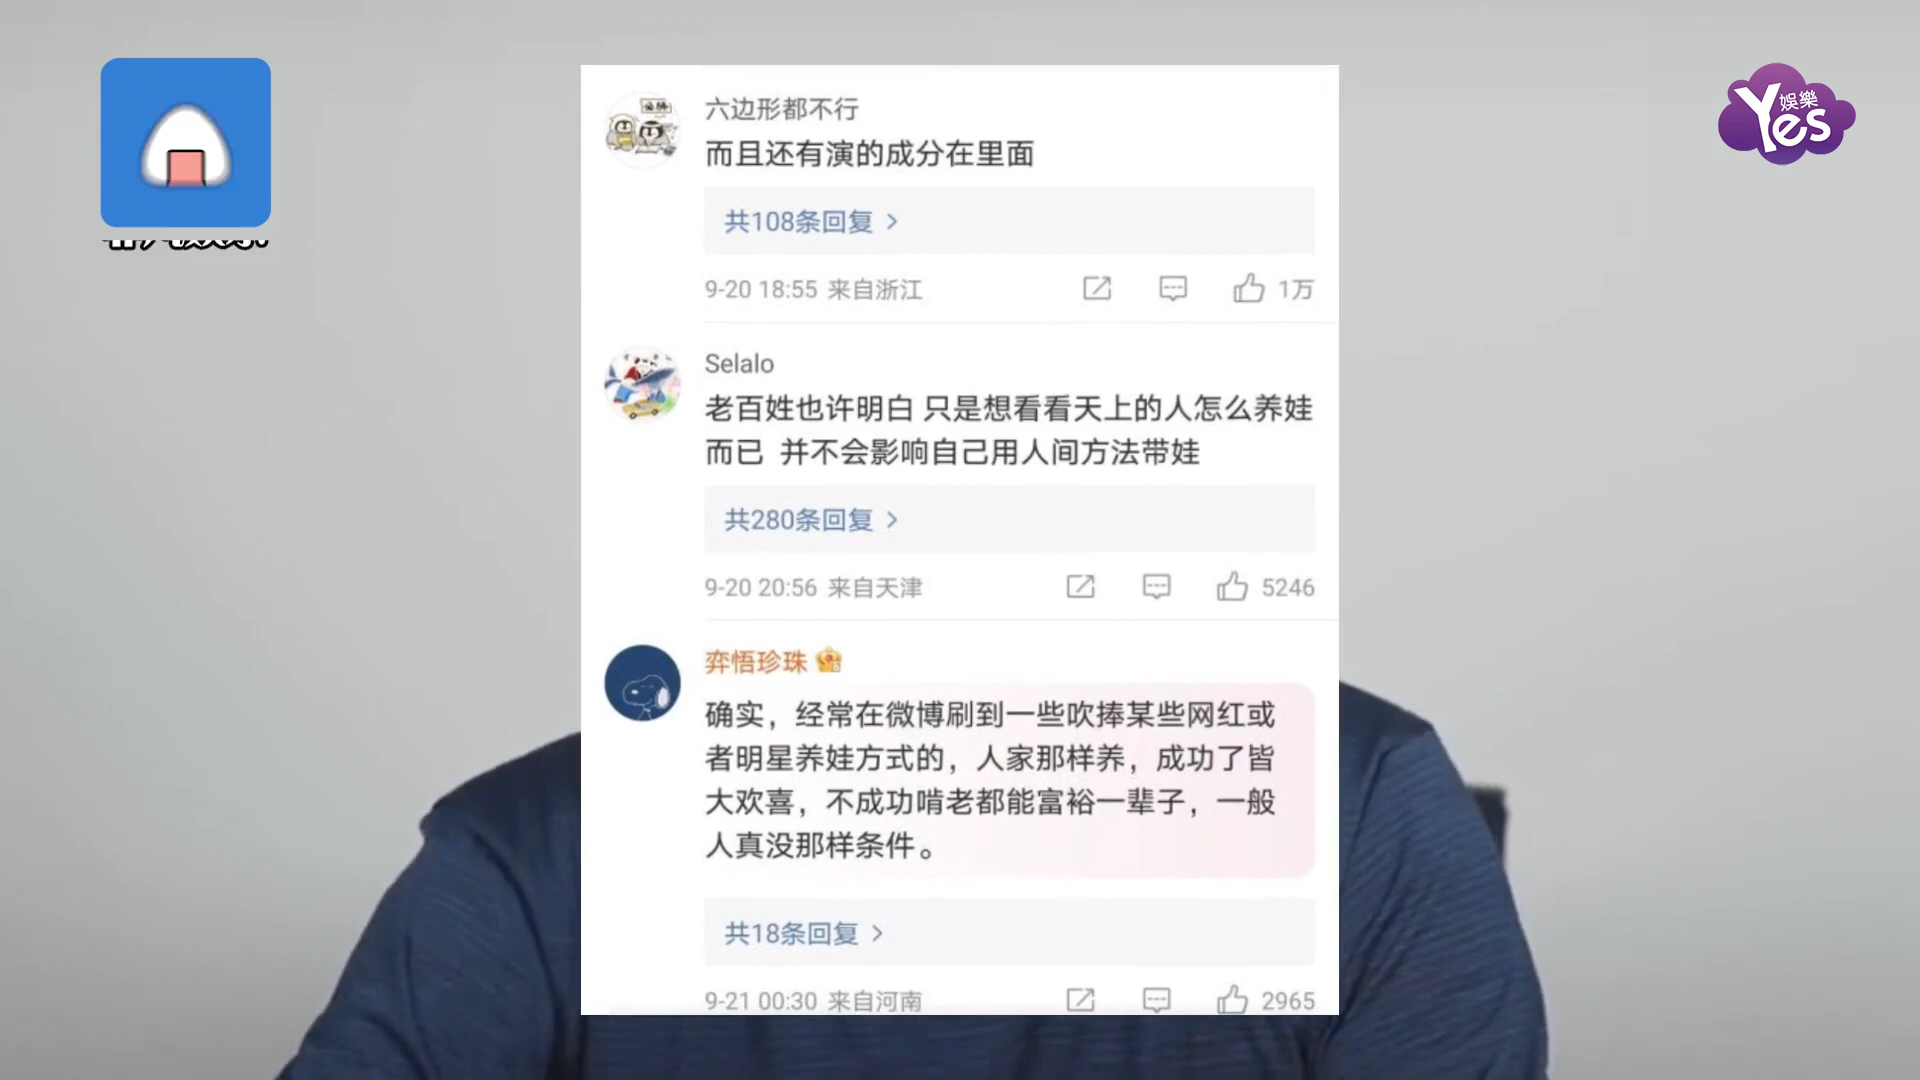 娛樂
Yes
六边形都不行
而且还有演的成分在里面
共108条回复 >
9-20 18:55 来自浙江
1万
Selalo
老百姓也许明白 只是想看看天上的人怎么养娃
而已 并不会影响自己用人间方法带娃
共280条回复 >
9-20 20:56 来自天津
5246
弈悟珍珠
确实，经常在微博刷到一些吹捧某些网红或
者明星养娃方式的，人家那样养，成功了皆
大欢喜，不成功啃老都能富裕一辈子，一般
人真没那样条件。
共18条回复 >
9-21 00:30 来自河南
2965